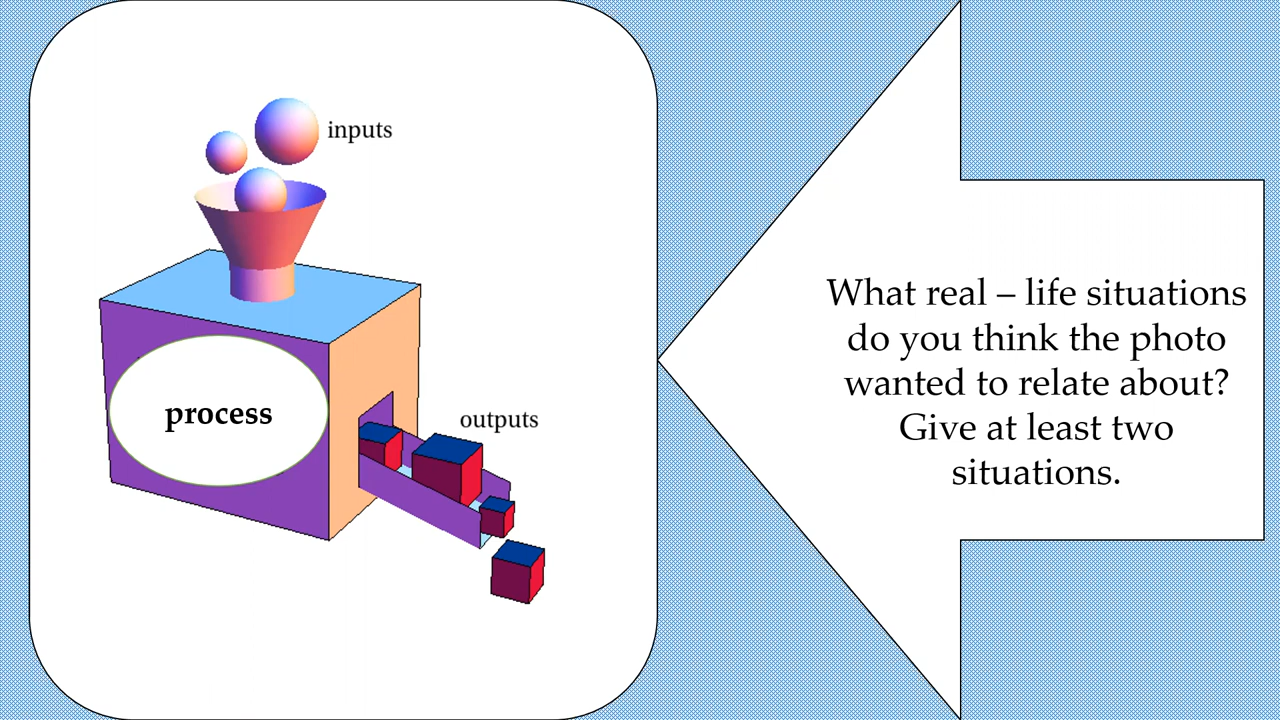 inputs
process
outputs
What real – life situations
do you think the photo
wanted to relate about?
Give at least two
situations.